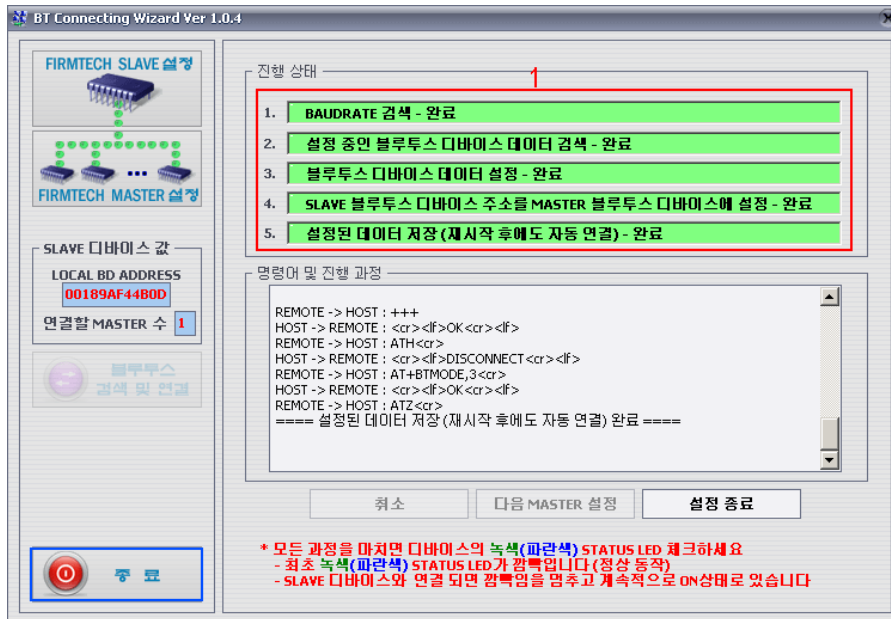 BT Connecting Wizard Ver 1.0.4
FIRMTECH SLAVE 설정
FIRMTECH MASTER 설정
SLAVE 디바이스 값
LOCAL BD ADDRESS
00189AF44B0D
연결할 MASTER 수 1
블루투스
검색 및 연결
종 료
진행 상태
1
1. BAUDRATE 검색 - 완료
2. 설정 중인 블루투스 디바이스 데이터 검색 - 완료
3. 블루투스 디바이스 데이터 설정 - 완료
4. SLAVE 블루투스 디바이스 주소를 MASTER 블루투스 디바이스에 설정 - 완료
5. 설정된 데이터 저장 (재시작 후에도 자동 연결) - 완료
명령어 및 진행 과정
REMOTE -> HOST : +++
HOST -> REMOTE : <cr><lf>OK<cr><lf>
REMOTE -> HOST : ATH<cr>
HOST -> REMOTE : <cr><lf>DISCONNECT<cr><lf>
REMOTE -> HOST : AT+BTMODE,3<cr>
HOST -> REMOTE : <cr><lf>OK<cr><lf>
REMOTE -> HOST : ATZ<cr>
==== 설정된 데이터 저장 (재시작 후에도 자동 연결) 완료 ====
취소
다음 MASTER 설정
설정 종료
* 모든 과정을 마치면 디바이스의 녹색(파란색) STATUS LED 체크하세요
- 최초 녹색(파란색) STATUS LED가 깜빡입니다 (정상 동작)
- SLAVE 디바이스와 연결 되면 깜빡임을 멈추고 계속적으로 ON상태로 있습니다